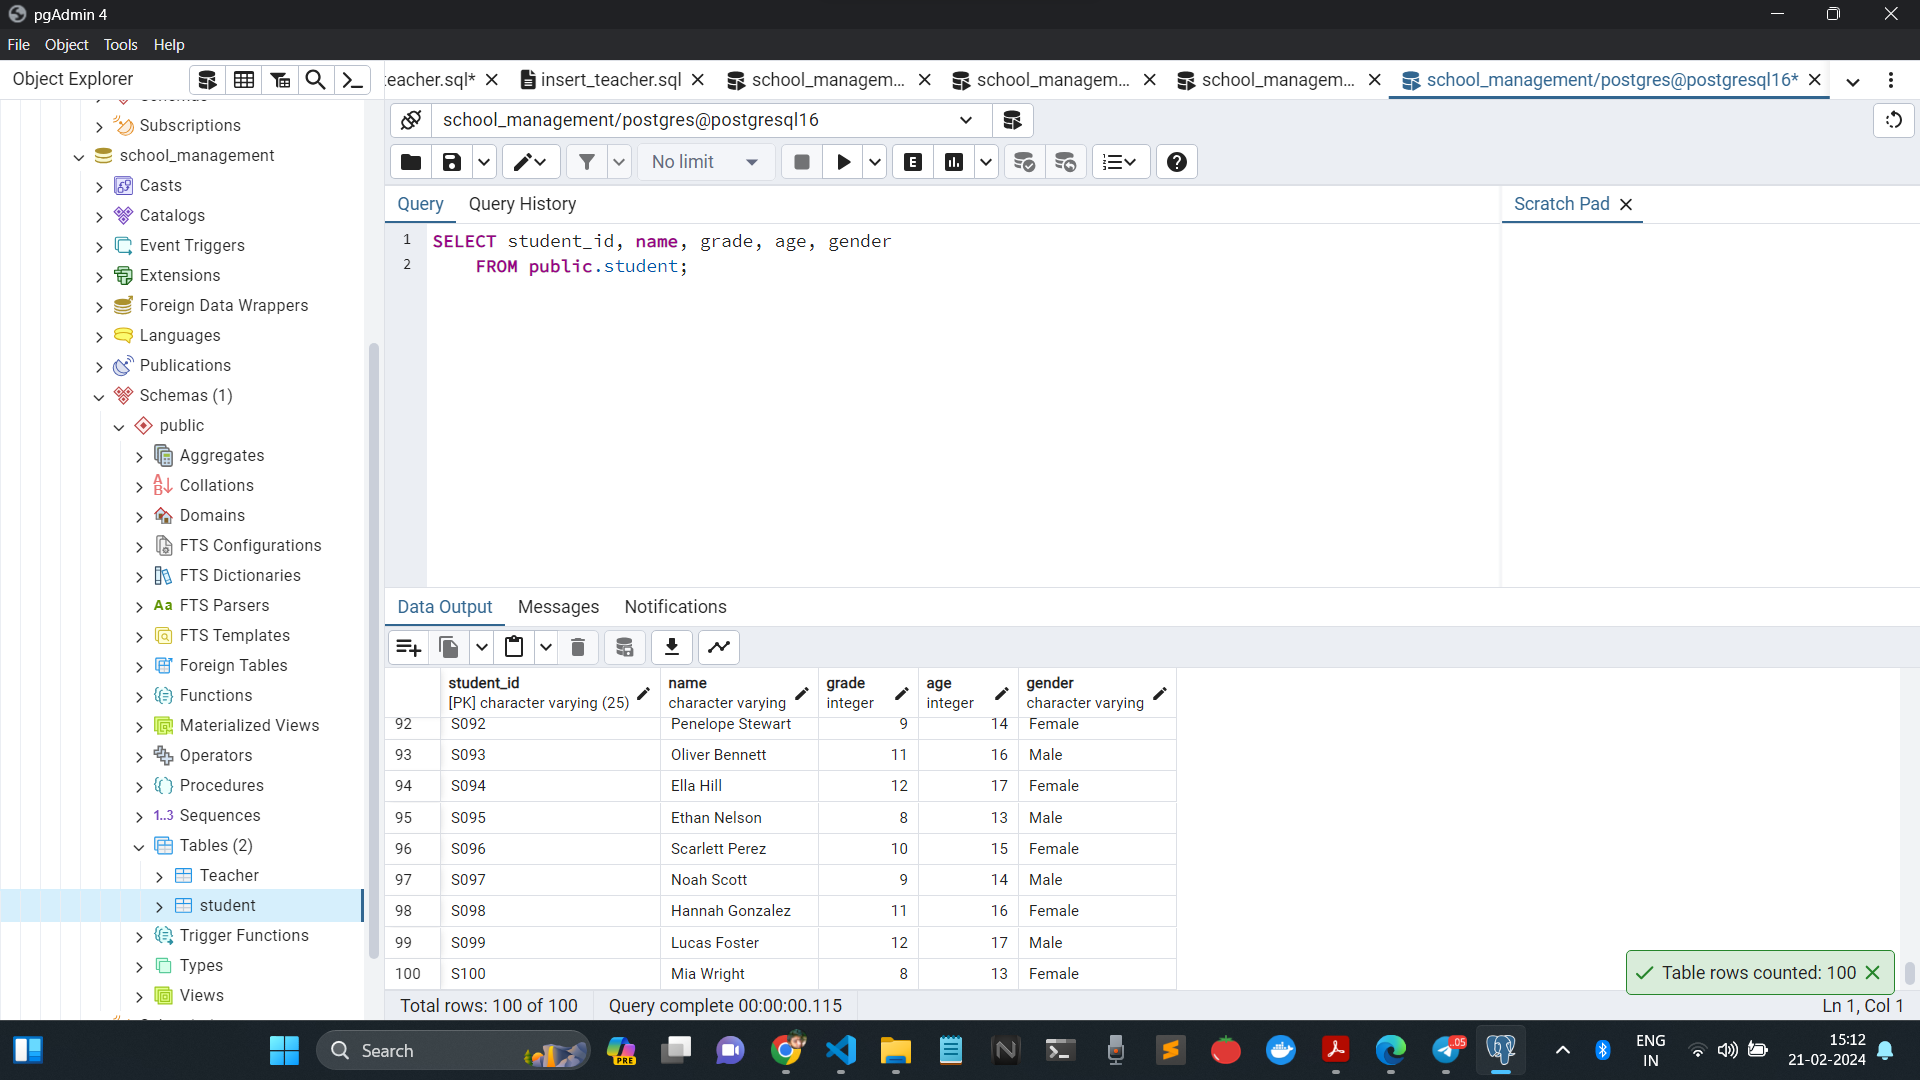 pgAdmin 4
File Object Tools Help
Object Explorer
eacher.sql* insert_teacher.sql school_managem... school_managem... school_managem... school_management/postgres@postgresql16*
Subscriptions
school_management
Casts
Catalogs
Event Triggers
Extensions
Foreign Data Wrappers
Languages
Publications
Schemas (1)
public
Aggregates
Collations
Domains
FTS Configurations
FTS Dictionaries
Aa FTS Parsers
FTS Templates
Foreign Tables
Functions
Materialized Views
Operators
Procedures
1..3 Sequences
Tables (2)
Teacher
student
Trigger Functions
Types
Views
school_management/postgres@postgresql16
No limit
E
Query Query History
Scratch Pad
1 SELECT student_id, name, grade, age, gender
2 FROM public.student;
Data Output Messages Notifications
student_id name grade age gender
[PK] character varying (25) character varying integer integer character varying
92 S092 Penelope Stewart 9 14 Female
93 S093 Oliver Bennett 11 16 Male
94 S094 Ella Hill 12 17 Female
95 S095 Ethan Nelson 8 13 Male
96 S096 Scarlett Perez 10 15 Female
97 S097 Noah Scott 9 14 Male
98 S098 Hannah Gonzalez 11 16 Female
99 S099 Lucas Foster 12 17 Male
100 S100 Mia Wright 8 13 Female
Table rows counted: 100
Total rows: 100 of 100 Query complete 00:00:00.115 Ln 1, Col 1
Search
PRE
.05
ENG
IN
15:12
21-02-2024